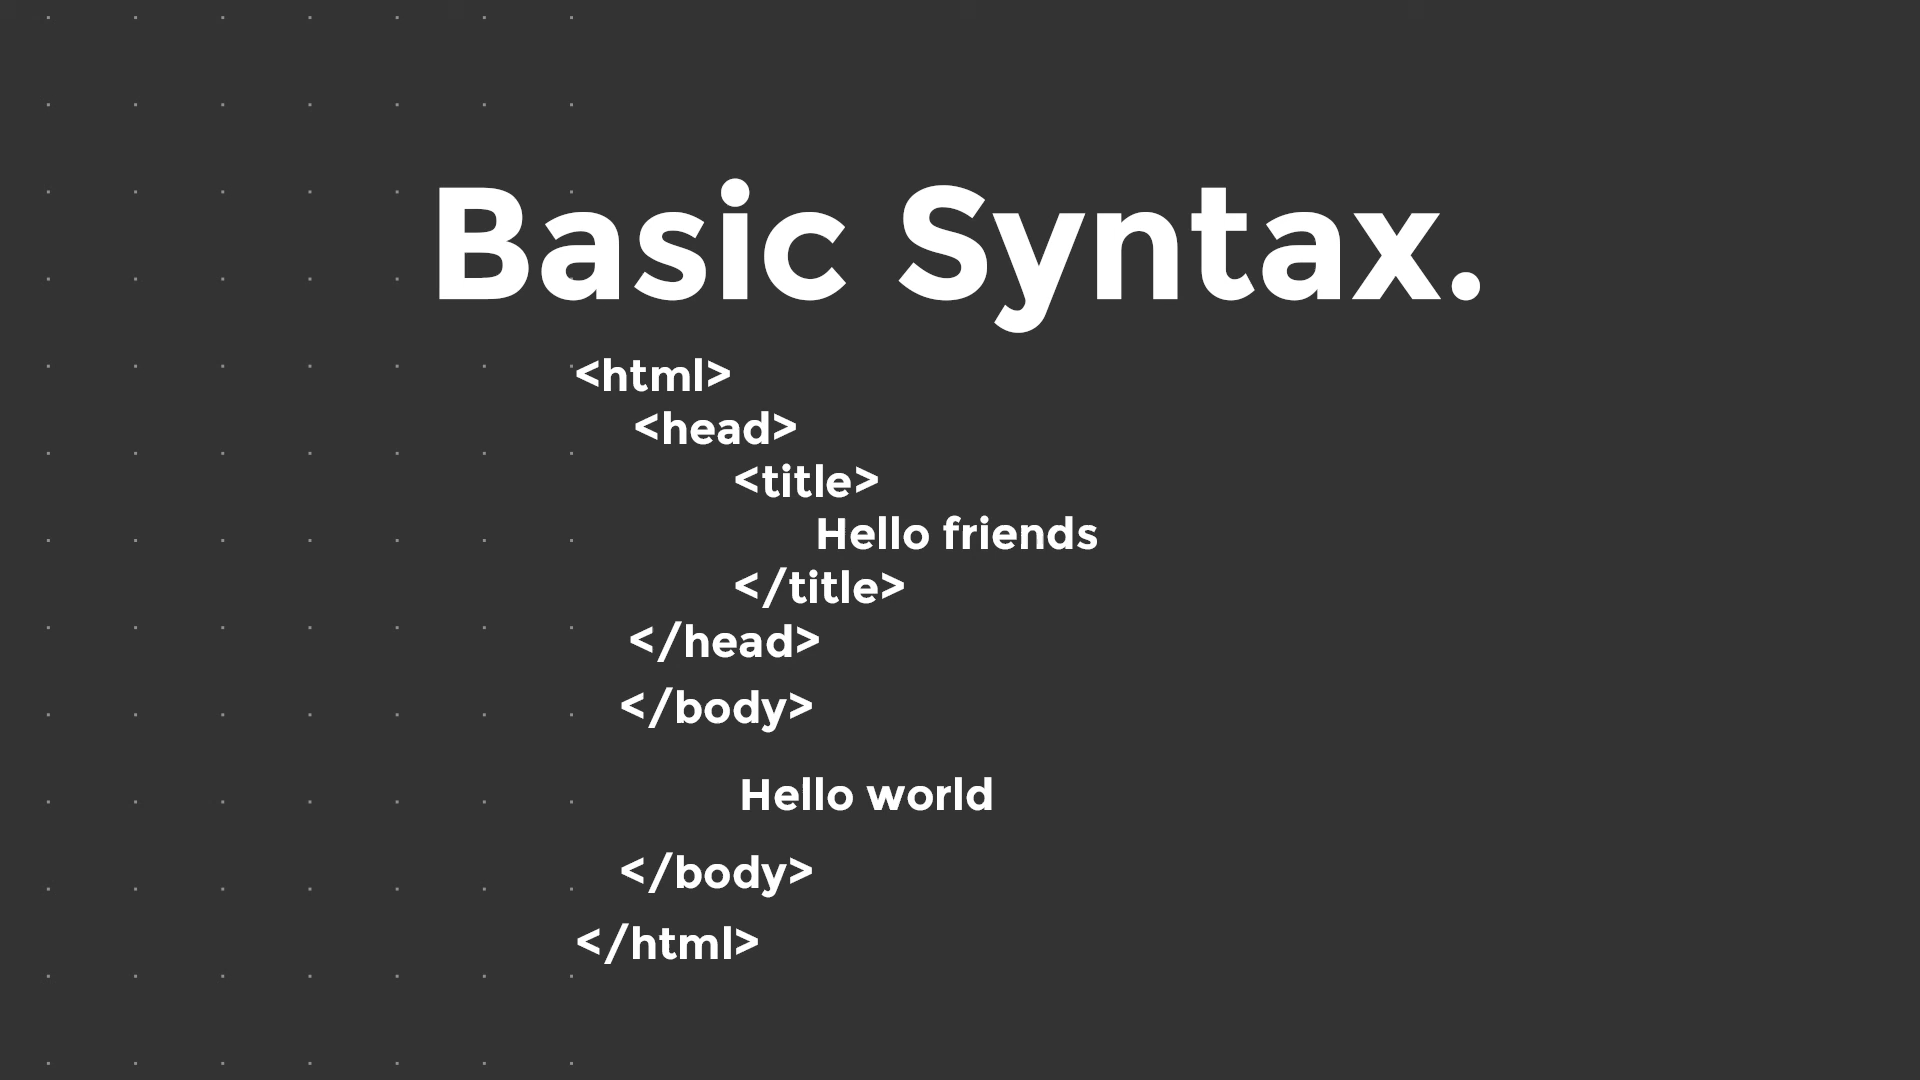 Basic Syntax.
<html>
<head>
<title>
Hello friends
</title>
</head>
</body>
Hello world
</body>
</html>